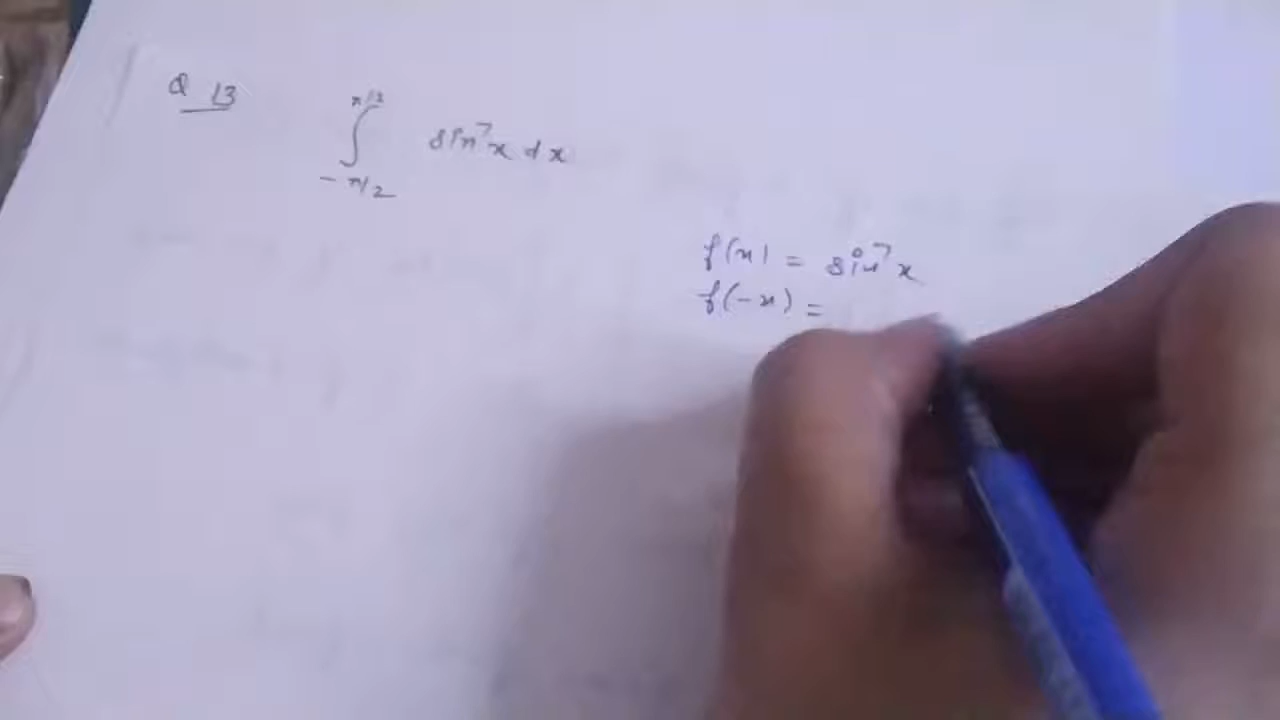 Q 13
∫_{-π/2}^{π/2} sin⁷x dx
f(x) = sin⁷x
f(-x) =